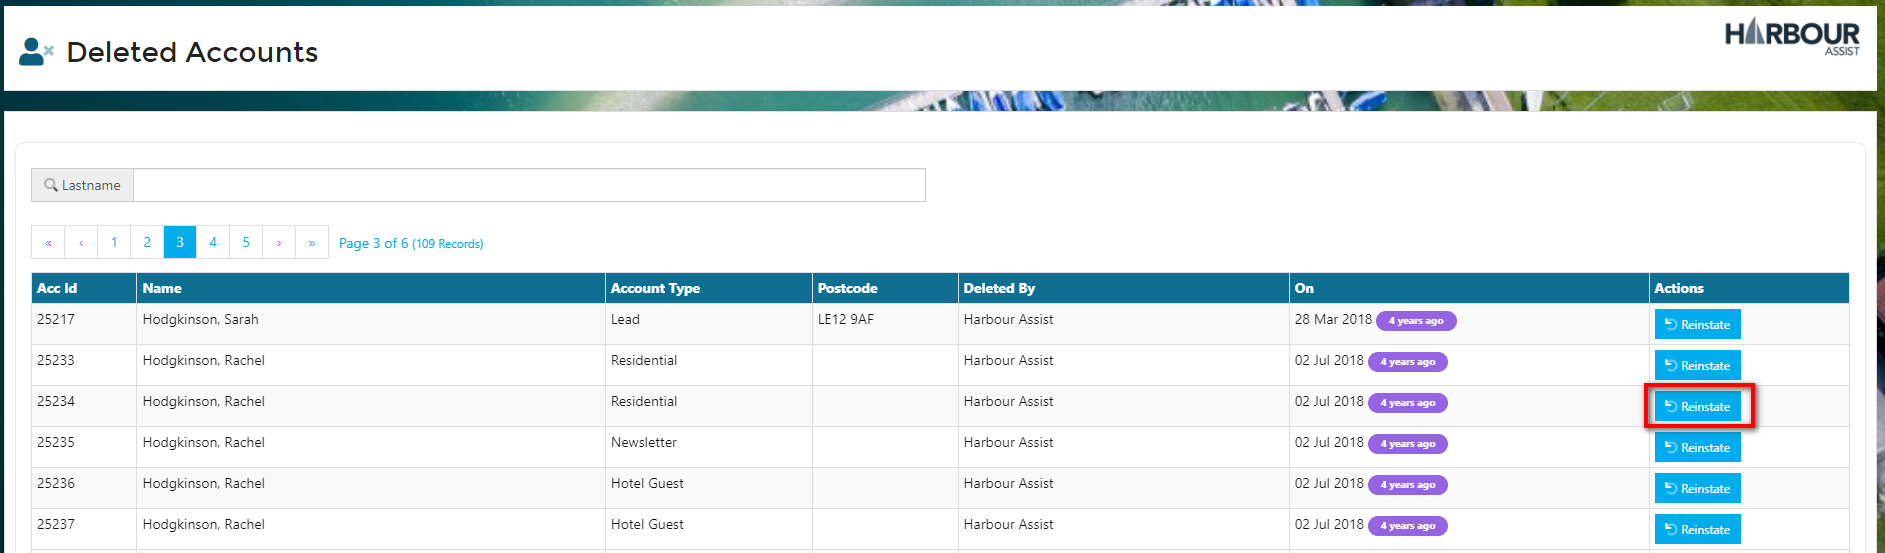 Deleted Accounts
HARBOUR
ASSIST
Lastname
« ‹ 1 2 3 4 5 › » Page 3 of 6 (109 Records)
Acc Id Name Account Type Postcode Deleted By On Actions
25217 Hodgkinson, Sarah Lead LE12 9AF Harbour Assist 28 Mar 2018 4 years ago Reinstate
25233 Hodgkinson, Rachel Residential Harbour Assist 02 Jul 2018 4 years ago Reinstate
25234 Hodgkinson, Rachel Residential Harbour Assist 02 Jul 2018 4 years ago Reinstate
25235 Hodgkinson, Rachel Newsletter Harbour Assist 02 Jul 2018 4 years ago Reinstate
25236 Hodgkinson, Rachel Hotel Guest Harbour Assist 02 Jul 2018 4 years ago Reinstate
25237 Hodgkinson, Rachel Hotel Guest Harbour Assist 02 Jul 2018 4 years ago Reinstate